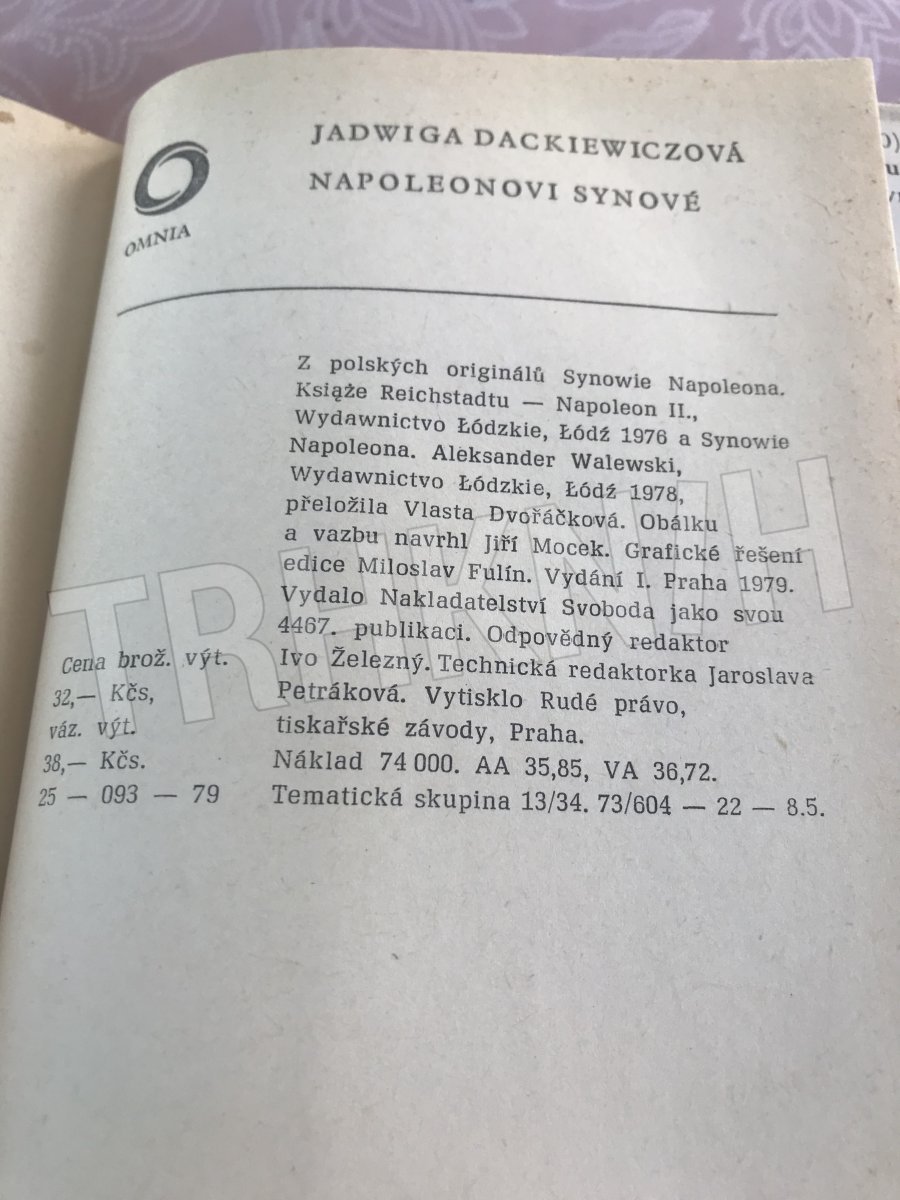 JADWIGA DACKIEWICZOVÁ
NAPOLEONOVI SYNOVÉ
OMNIA
Z polských originálů Synowie Napoleona.
Książe Reichstadtu — Napoleon II.,
Wydawnictvo Łódzkie, Łódź 1976 a Synowie
Napoleona. Aleksander Walewski,
Wydawnictvo Łódzkie, Łódź 1978,
přeložila Vlasta Dvořáčková. Obálku
a vazbu navrhl Jiří Mocek. Grafické řešení
edice Miloslav Fulín. Vydání I. Praha 1979.
Vydalo Nakladatelství Svoboda jako svou
4467. publikaci. Odpovědný redaktor
Ivo Železný. Technická redaktorka Jaroslava
Petráková. Vytisklo Rudé právo,
tiskařské závody, Praha.
Náklad 74 000. AA 35,85, VA 36,72.
Tematická skupina 13/34. 73/604 — 22 — 8.5.
Cena brož. výt.
32,— Kčs,
váz. výt.
38,— Kčs.
25 — 093 — 79
TRHKNIH